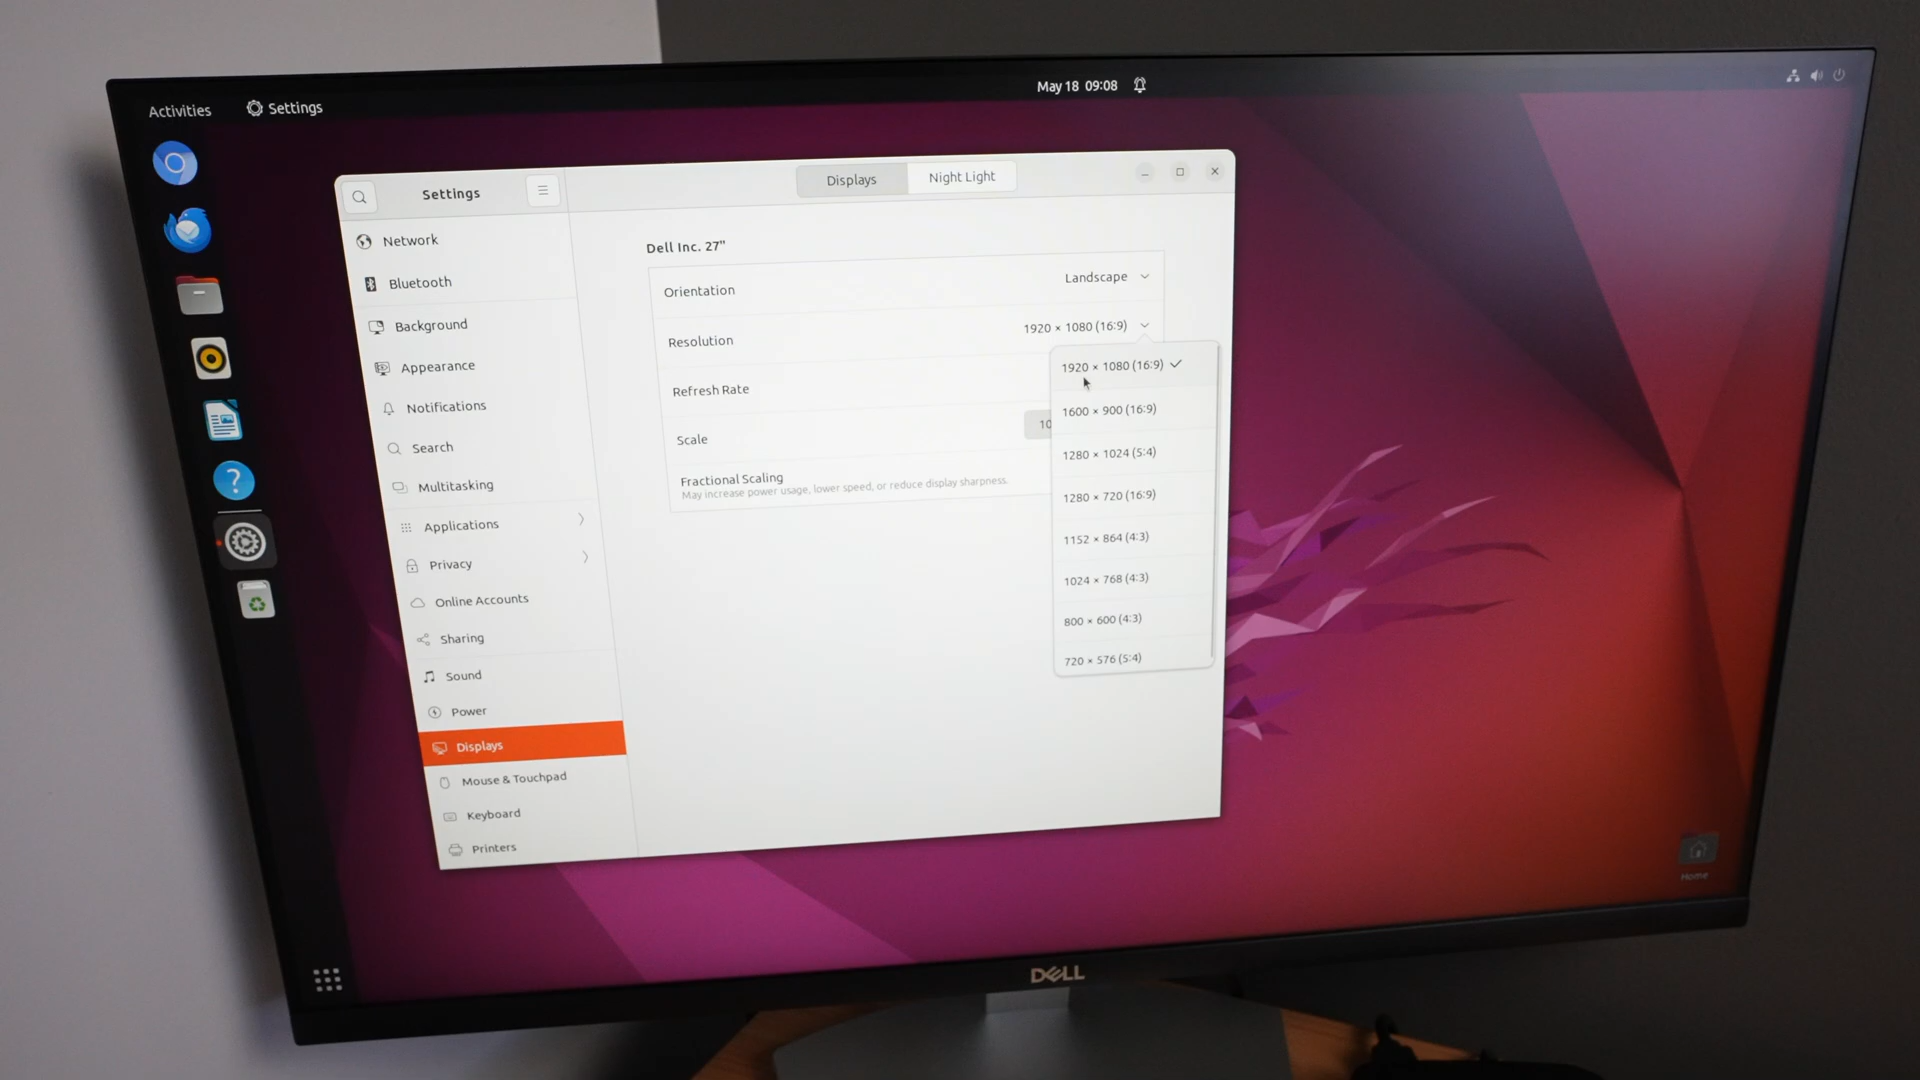 Activities
Settings
May 18 09:08
Settings
Displays
Night Light
Network
Bluetooth
Background
Appearance
Notifications
Search
Multitasking
Applications
Privacy
Online Accounts
Sharing
Sound
Power
Displays
Mouse & Touchpad
Keyboard
Printers
Dell Inc. 27"
Orientation
Landscape
Resolution
1920 × 1080 (16:9)
Refresh Rate
Scale
10
Fractional Scaling
May increase power usage, lower speed, or reduce display sharpness.
1920 × 1080 (16:9)
1600 × 900 (16:9)
1280 × 1024 (5:4)
1280 × 720 (16:9)
1152 × 864 (4:3)
1024 × 768 (4:3)
800 × 600 (4:3)
720 × 576 (5:4)
Home
DELL